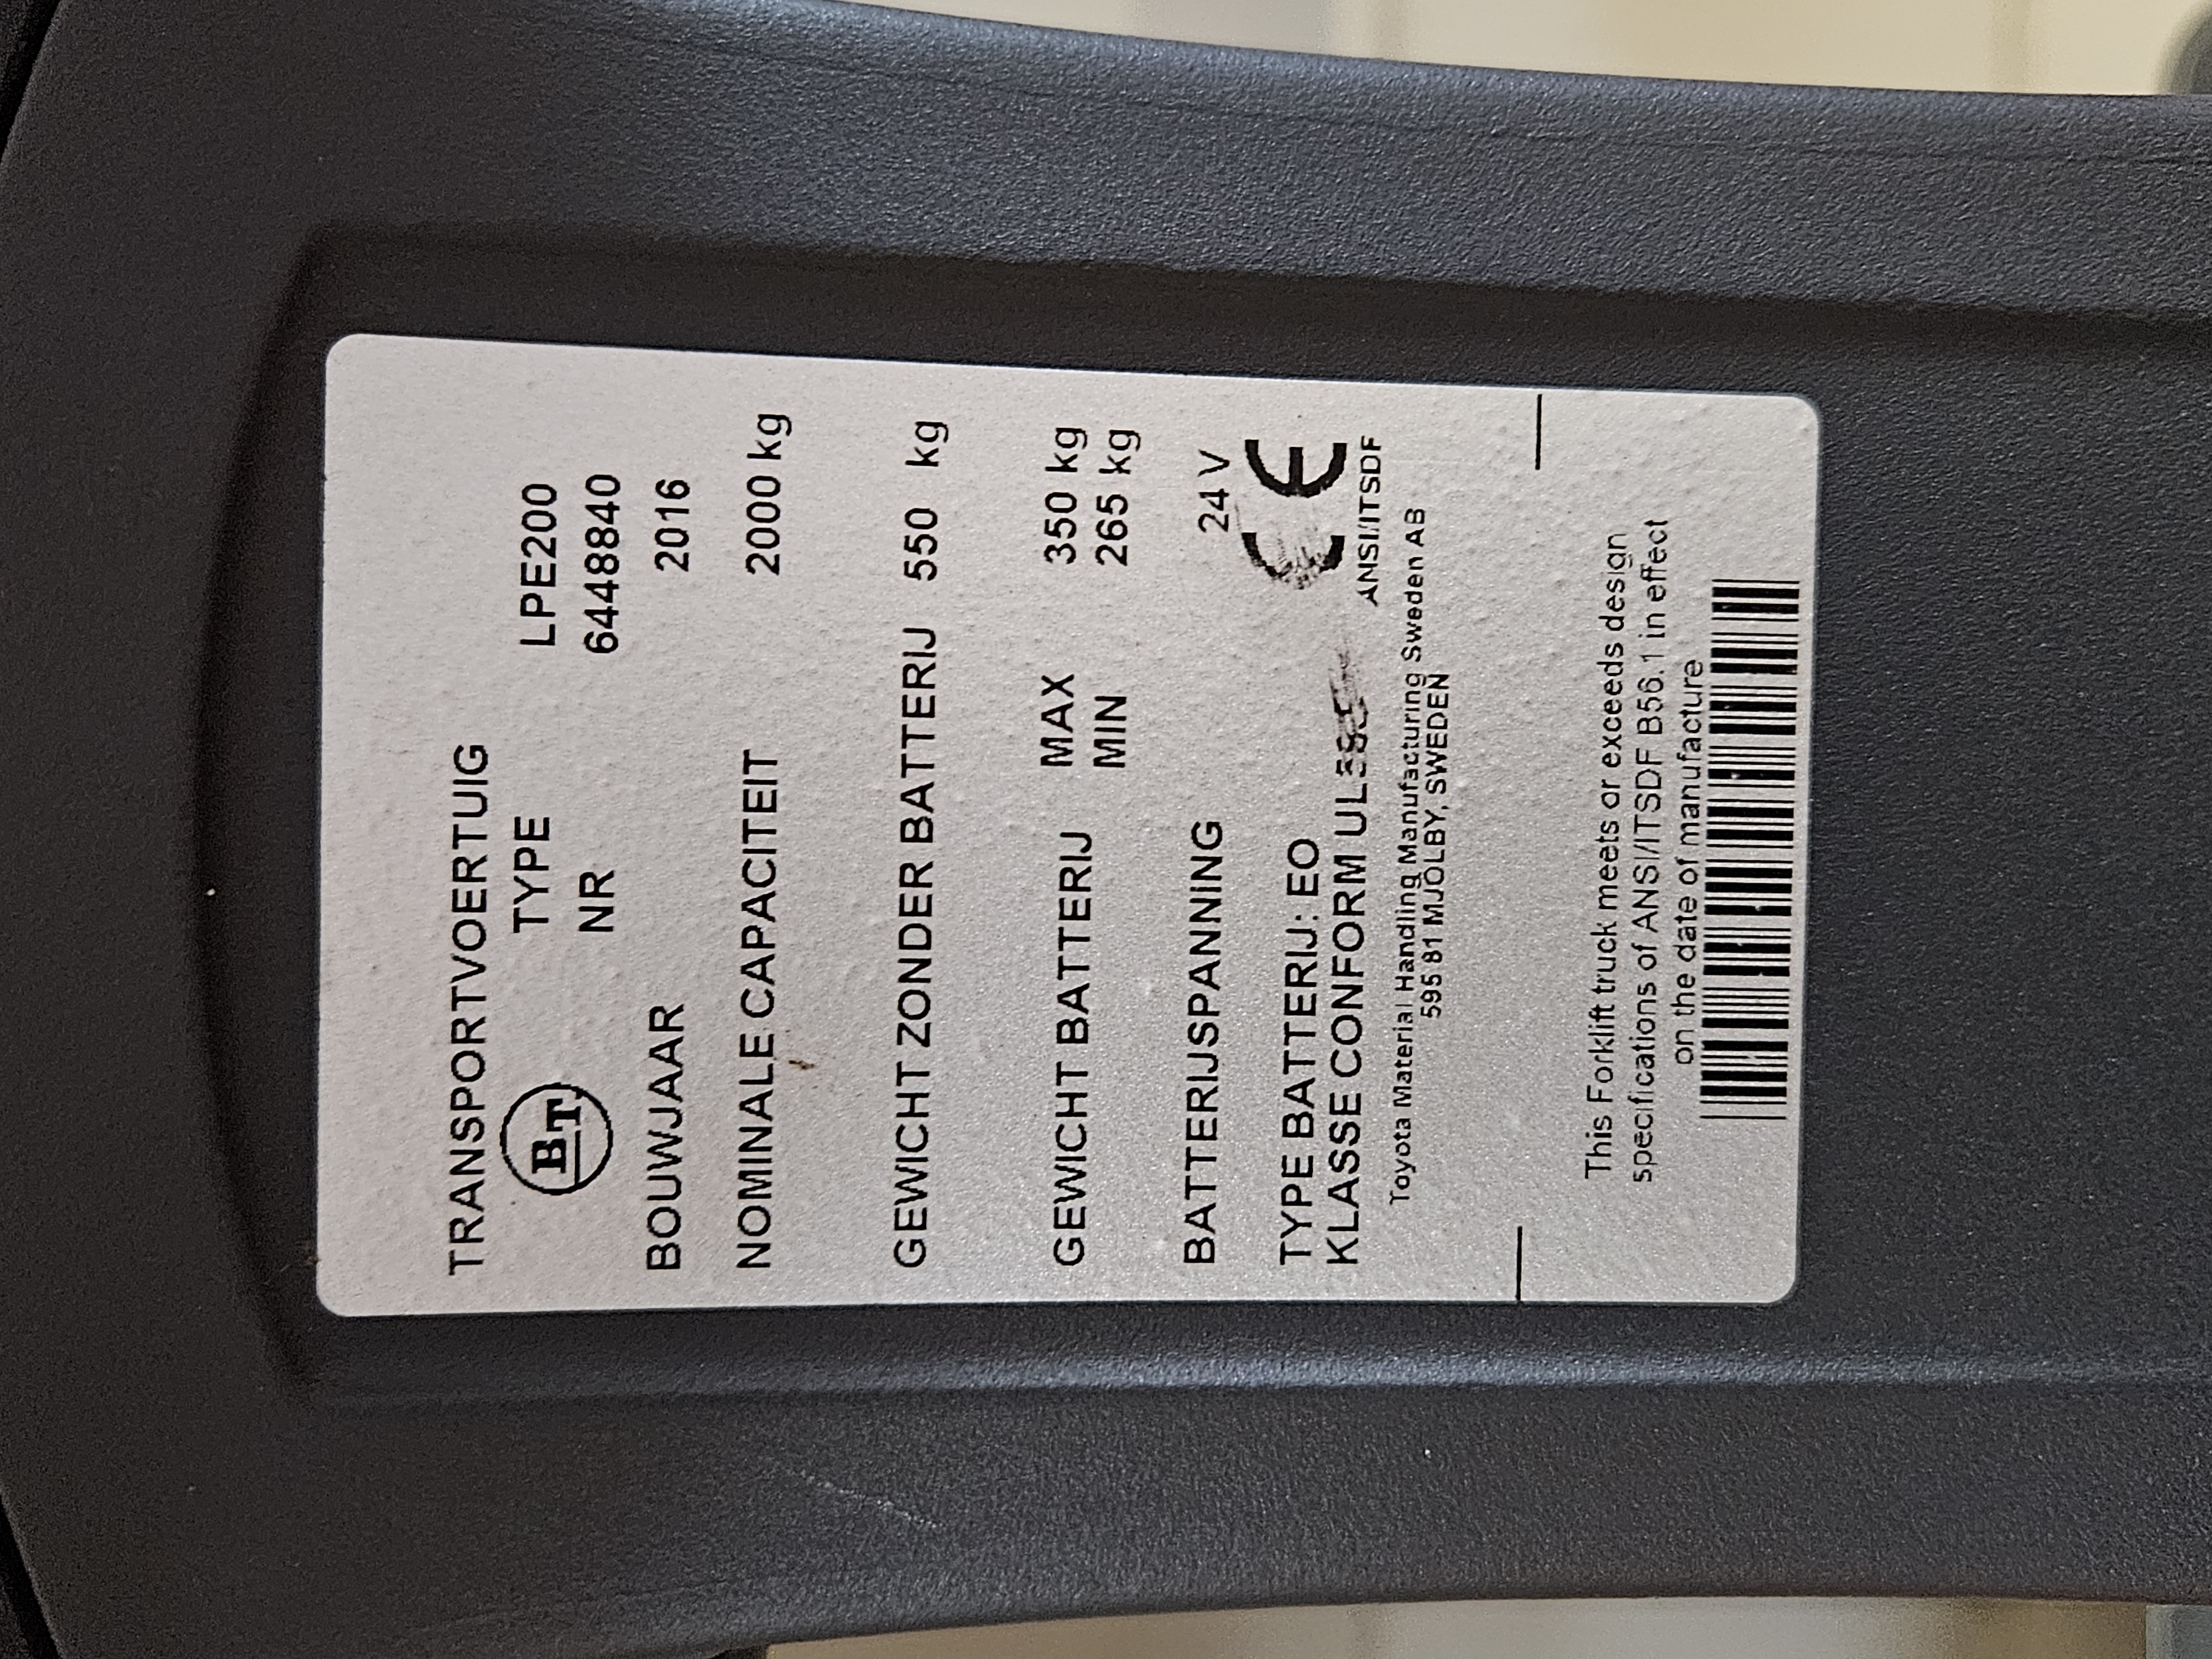 TRANSPORTVOERTUIG
BT TYPE LPE200
NR 6448840
BOUWJAAR 2016
NOMINALE CAPACITEIT 2000 kg
GEWICHT ZONDER BATTERIJ 550 kg
GEWICHT BATTERIJ MAX 350 kg
MIN 265 kg
BATTERIJSPANNING 24 V
TYPE BATTERIJ: EO
KLASSE CONFORM
CE
ANSI/ITSDF
Toyota Material Handling Manufacturing Sweden AB
595 81 MJÖLBY, SWEDEN
This Forklift truck meets or exceeds design
specifications of ANSI/ITSDF B56.1 in effect
on the date of manufacture